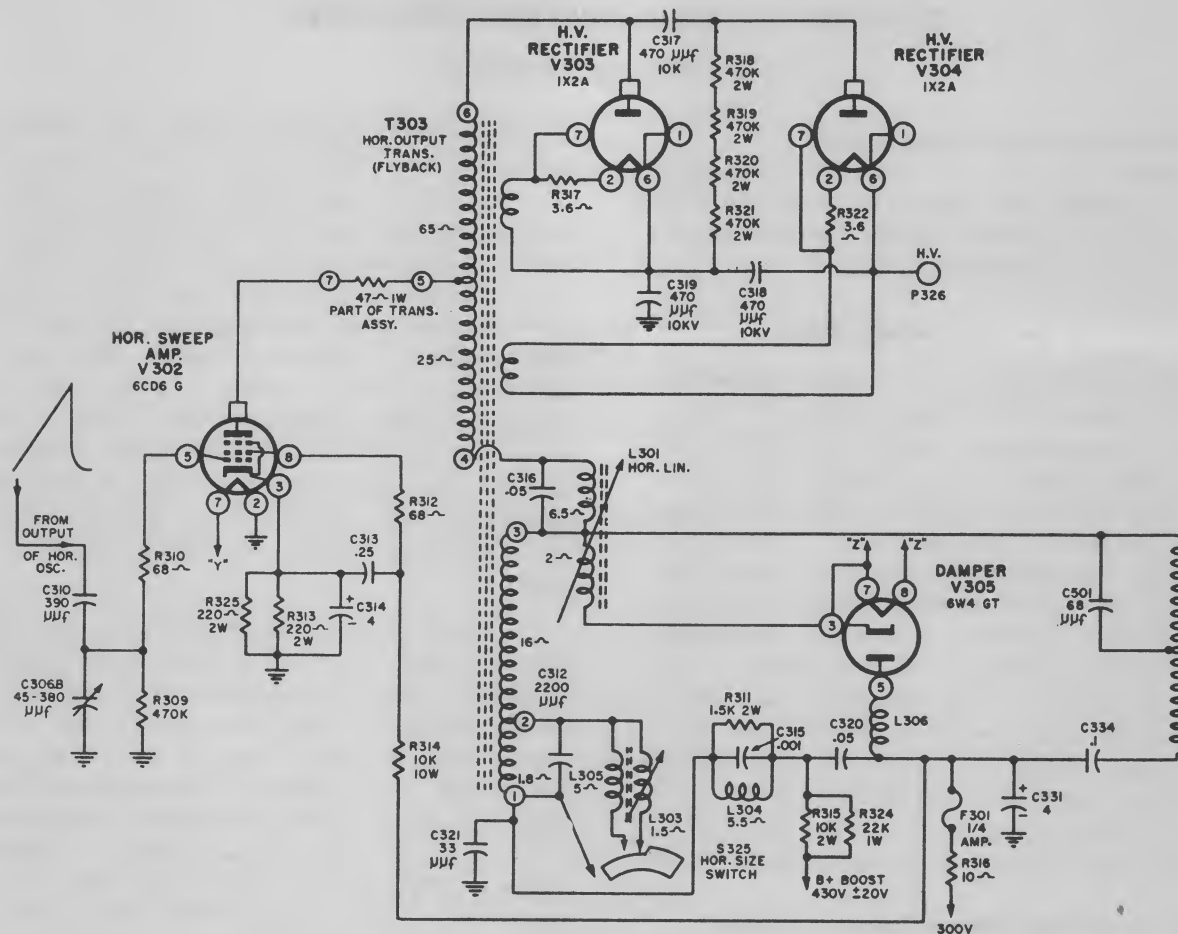 H.V.
RECTIFIER
V303
1X2A
C317
470 μμf
10K
R318
470K
2W
R319
470K
2W
R320
470K
2W
R321
470K
2W
H.V.
RECTIFIER
V304
1X2A
6
T303
HOR. OUTPUT
TRANS.
(FLYBACK)
7
1
2
6
R317
3.6~
7
1
2
6
R322
3.6
~
65~
H.V.
P326
7
5
47~ 1W
PART OF TRANS.
ASSY.
C319
470
μμf
10KV
C318
470
μμf
10KV
HOR. SWEEP
AMP.
V302
6CD6 G
25~
5
8
3
7
2
4
C316
.05
6.5~
L301
HOR. LIN.
FROM
OUTPUT
OF HOR.
OSC.
"Y"
R312
68~
C313
.25
3
2~
"Z"
"Z"
7
8
DAMPER
V305
6W4 GT
3
5
R310
68~
C310
390
μμf
R325
220~
2W
R313
220~
2W
+
C314
4
-
16~
C501
68
μμf
C306B
45-380
μμf
R309
470K
C312
2200
μμf
2
R311
1.5K 2W
C315
.001
C320
.05
L306
C334
.1
R314
10K
10W
1.8~
L305
5~
L303
1.5~
L304
5.5~
1
C321
33
μμf
S325
HOR. SIZE
SWITCH
R315
10K
2W
R324
22K
1W
F301
1/4
AMP.
+
C331
4
-
R316
10~
B+ BOOST
430V ±20V
300V